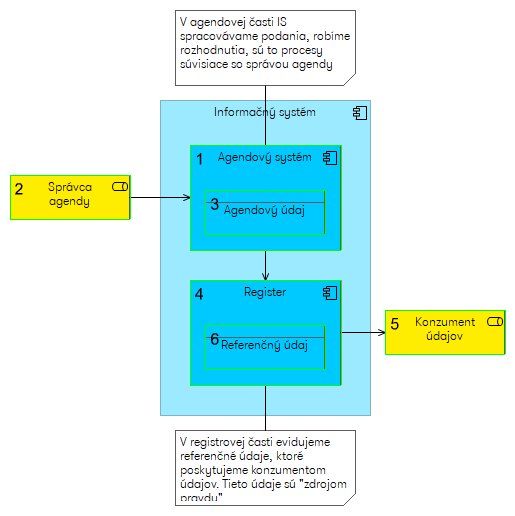 V agendovej časti IS
spracovávame podania, robíme
rozhodnutia, sú to procesy
súvisiace so správou agendy
Informačný systém
1 Agendový systém
2 Správca
agendy
3 Agendový údaj
4 Register
5 Konzument
údajov
6 Referenčný údaj
V registrovej časti evidujeme
referenčné údaje, ktoré
poskytujeme konzumentom
údajov. Tieto údaje sú "zdrojom
pravdu"